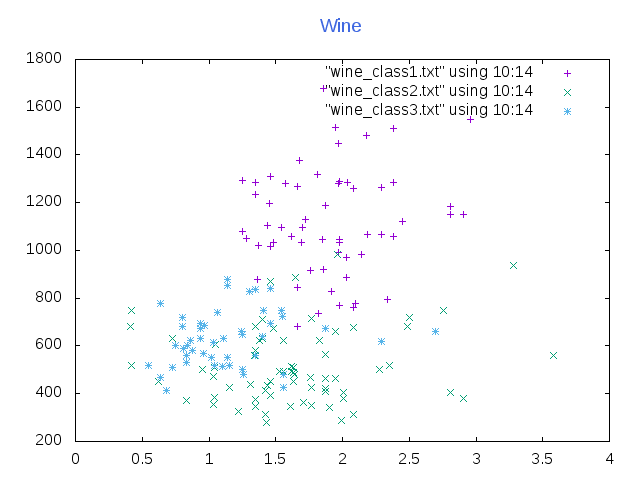 Wine
1800
1600
1400
1200
1000
800
600
400
200
0 0.5 1 1.5 2 2.5 3 3.5 4
"wine_class1.txt" using 10:14
"wine_class2.txt" using 10:14
"wine_class3.txt" using 10:14